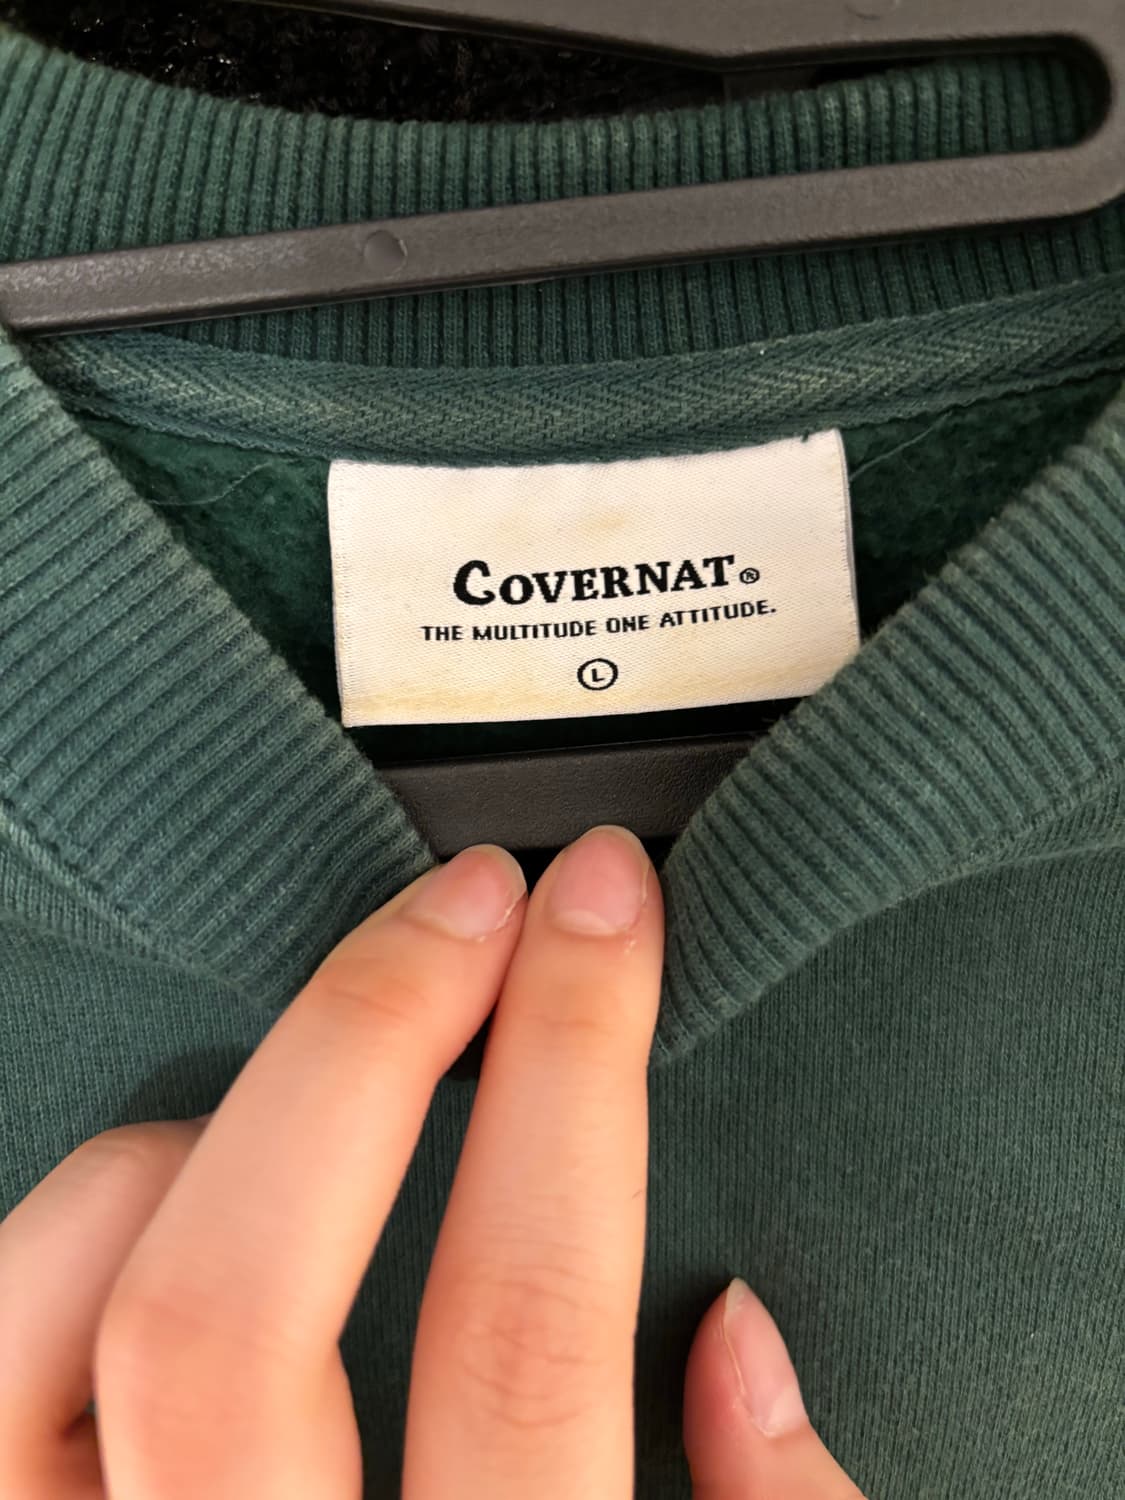 COVERNAT®
THE MULTITUDE ONE ATTITUDE.
L